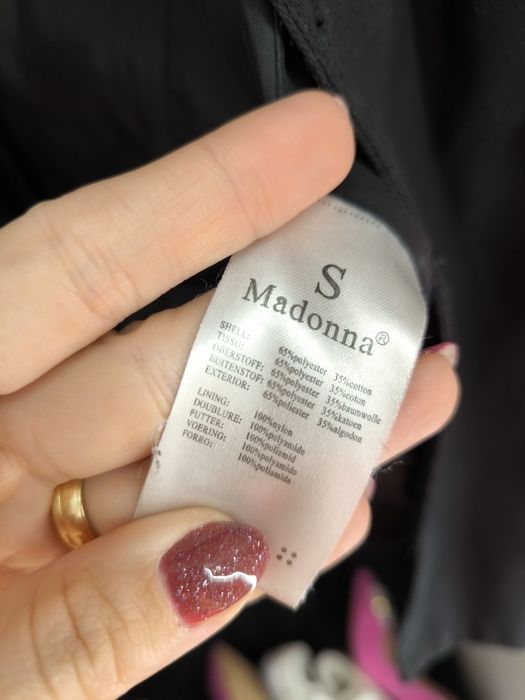 S
Madonna®
SHELL: 65%polyester 35%cotton
TISSU: 65%polyester 35%coton
OBERSTOFF: 65%polyester 35%baumwolle
BUITENSTOF: 65%polyester 35%katoen
EXTERIOR: 65%poliester 35%algodon
LINING: 100%nylon
DOUBLURE: 100%polyamide
FUTTER: 100%poliamid
VOERING: 100%polyamide
FORRO: 100%poliamida